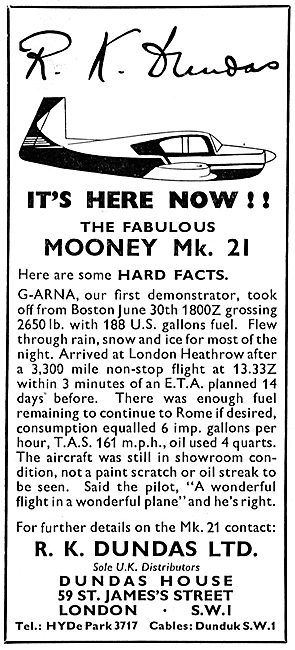 R. K. Dundas
IT'S HERE NOW!!
THE FABULOUS
MOONEY Mk. 21
Here are some HARD FACTS.
G-ARNA, our first demonstrator, took
off from Boston June 30th 1800Z grossing
2650 lb. with 188 U.S. gallons fuel. Flew
through rain, snow and ice for most of the
night. Arrived at London Heathrow after
a 3,300 mile non-stop flight at 13.33Z
within 3 minutes of an E.T.A. planned 14
days before. There was enough fuel
remaining to continue to Rome if desired,
consumption equalled 6 imp. gallons per
hour, T.A.S. 161 m.p.h., oil used 4 quarts.
The aircraft was still in showroom con-
dition, not a paint scratch or oil streak to
be seen. Said the pilot, "A wonderful
flight in a wonderful plane" and he's right.
For further details on the Mk. 21 contact:
R. K. DUNDAS LTD.
Sole U.K. Distributors
DUNDAS HOUSE
59 ST. JAMES'S STREET
LONDON · S.W.1
Tel.: HYDe Park 3717 Cables: Dunduk S.W.1